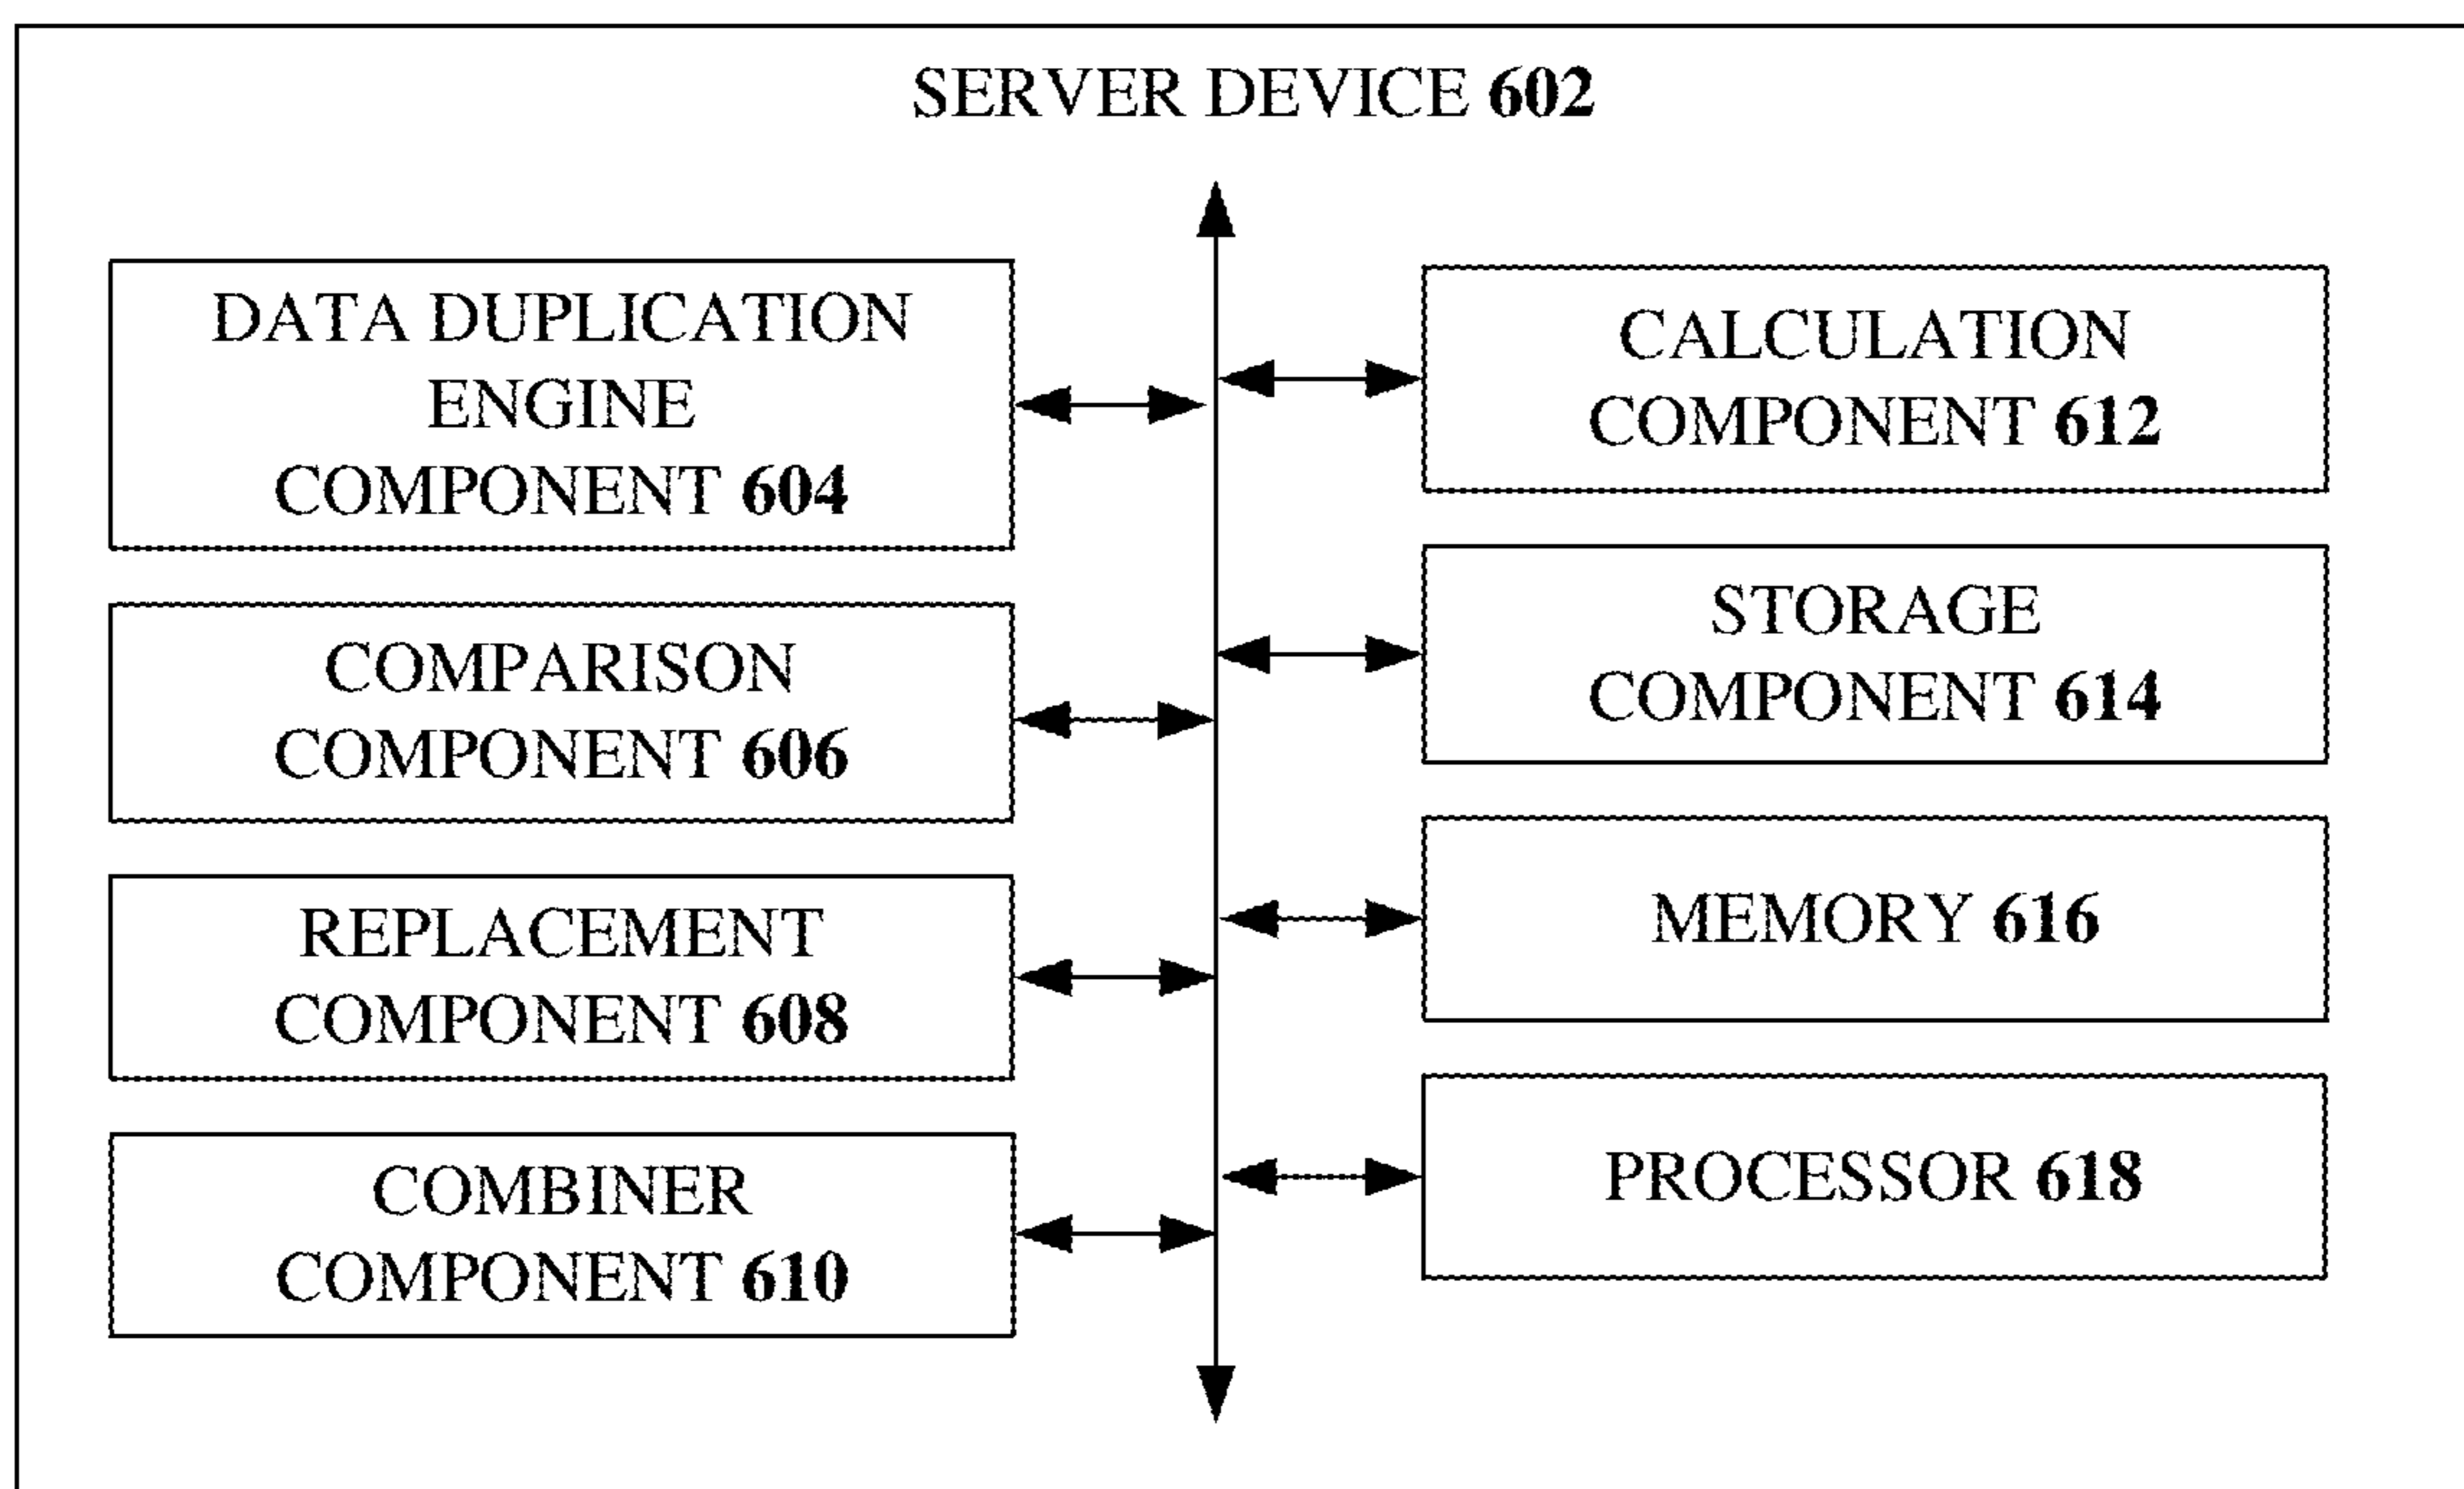 SERVER DEVICE 602
DATA DUPLICATION
ENGINE
COMPONENT 604
COMPARISON
COMPONENT 606
REPLACEMENT
COMPONENT 608
COMBINER
COMPONENT 610
CALCULATION
COMPONENT 612
STORAGE
COMPONENT 614
MEMORY 616
PROCESSOR 618